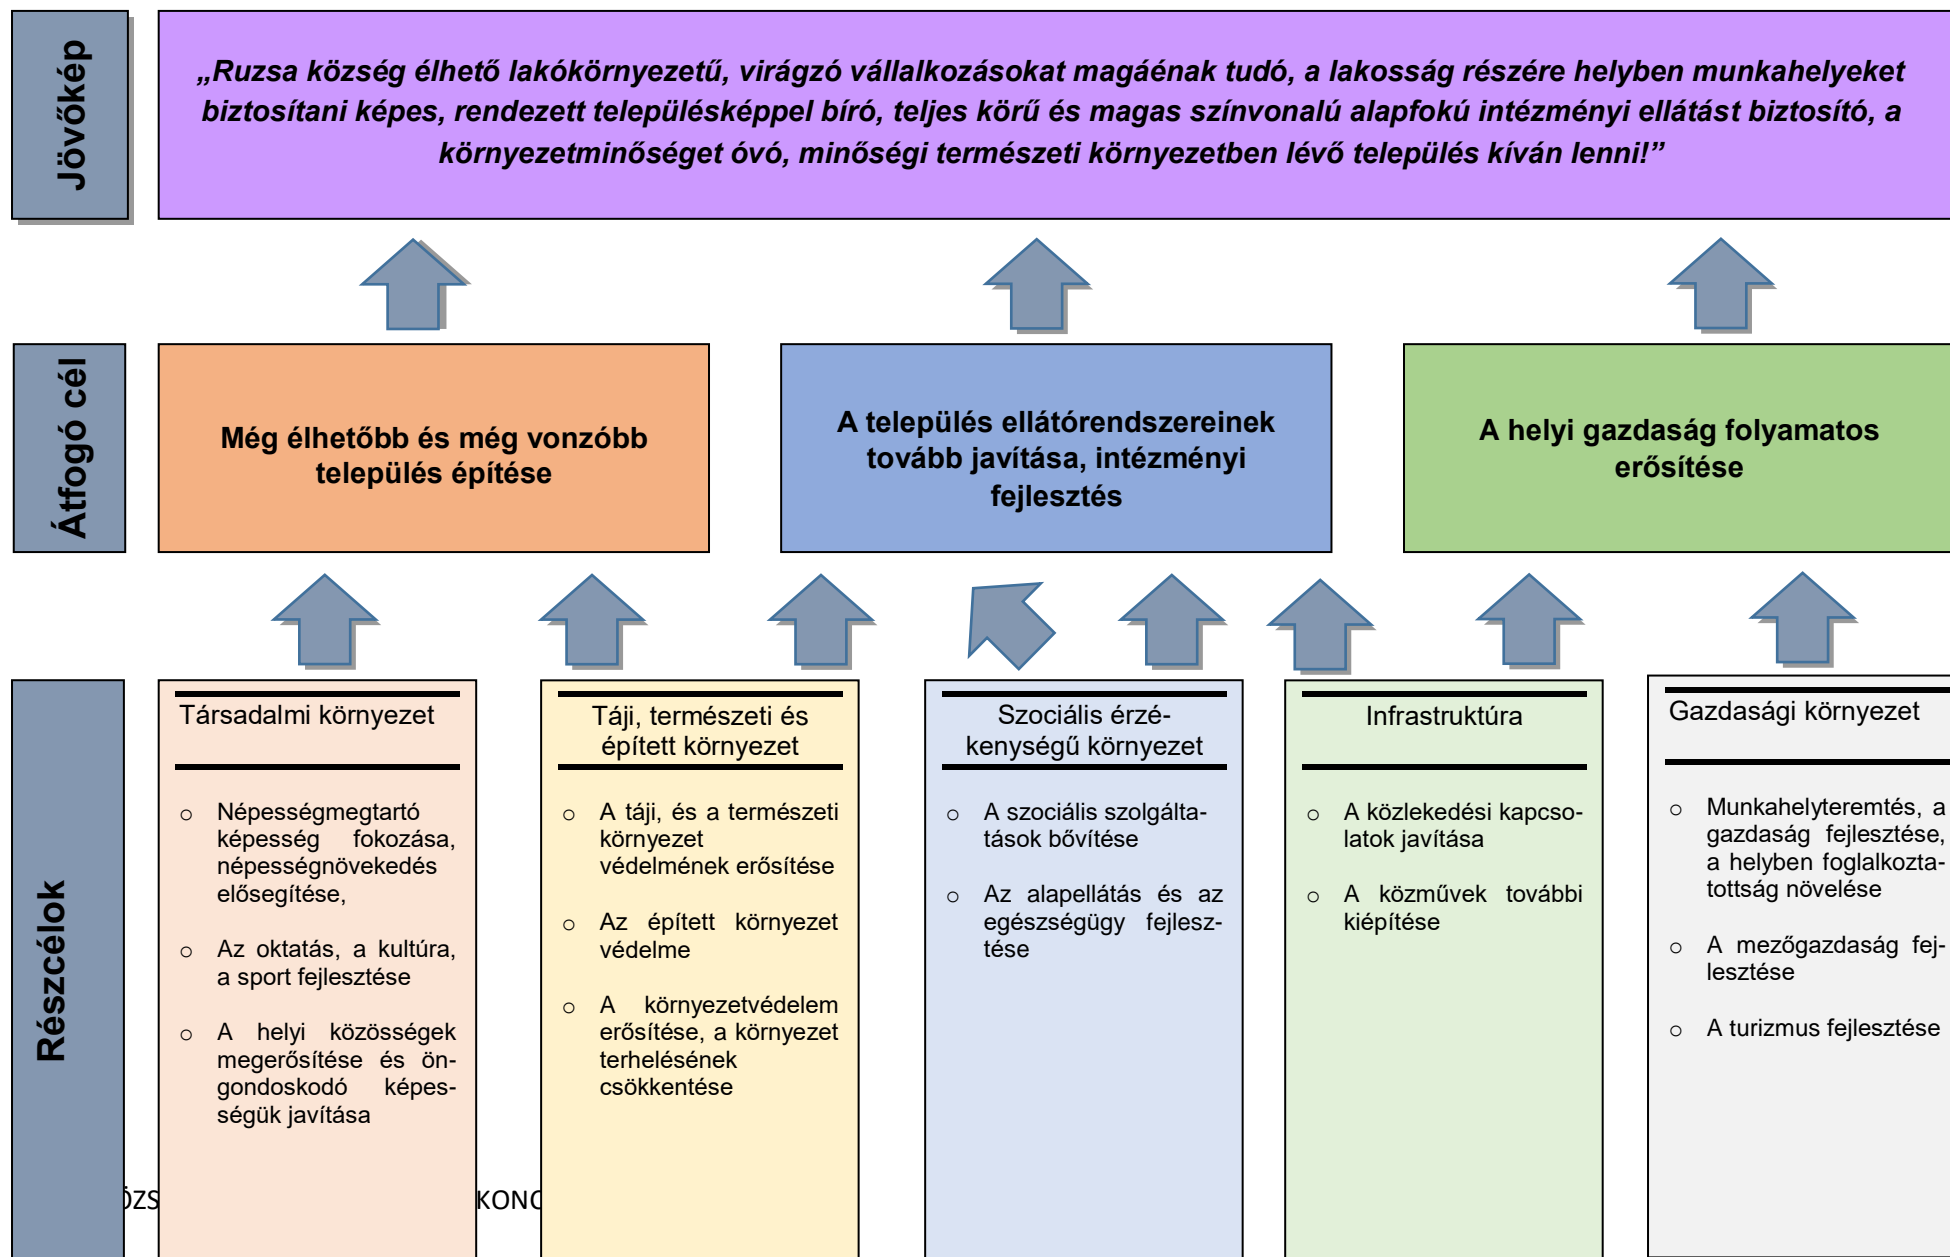 Jövőkép
„Ruzsa község élhető lakókörnyezetű, virágzó vállalkozásokat magáénak tudó, a lakosság részére helyben munkahelyeket
biztosítani képes, rendezett településképpel bíró, teljes körű és magas színvonalú alapfokú intézményi ellátást biztosító, a
környezetminőséget óvó, minőségi természeti környezetben lévő település kíván lenni!”
Átfogó cél
Még élhetőbb és még vonzóbb
település építése
A település ellátórendszereinek
tovább javítása, intézményi
fejlesztés
A helyi gazdaság folyamatos
erősítése
Részcélok
Társadalmi környezet
o Népességmegtartó
képesség fokozása,
népességnövekedés
elősegítése,
o Az oktatás, a kultúra,
a sport fejlesztése
o A helyi közösségek
megerősítése és ön-
gondoskodó képes-
ségük javítása
Táji, természeti és
épített környezet
o A táji, és a természeti
környezet
védelmének erősítése
o Az épített környezet
védelme
o A környezetvédelem
erősítése, a környezet
terhelésének
csökkentése
Szociális érzé-
kenységű környezet
o A szociális szolgálta-
tások bővítése
o Az alapellátás és az
egészségügy fejlesz-
tése
Infrastruktúra
o A közlekedési kapcso-
latok javítása
o A közművek további
kiépítése
Gazdasági környezet
o Munkahelyteremtés, a
gazdaság fejlesztése,
a helyben foglalkozta-
tottság növelése
o A mezőgazdaság fej-
lesztése
o A turizmus fejlesztése